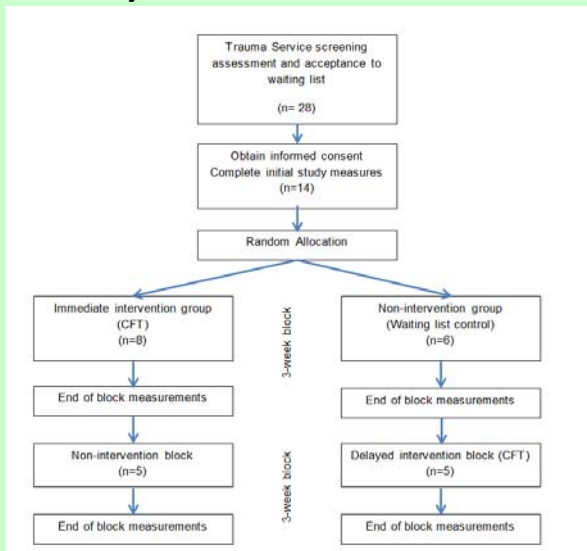 Trauma Service screening
assessment and acceptance to
waiting list
(n= 28)
Obtain informed consent
Complete initial study measures
(n=14)
Random Allocation
Immediate intervention group
(CFT)
(n=8)
3-week block
Non-intervention group
(Waiting list control)
(n=6)
End of block measurements
End of block measurements
Non-intervention block
(n=5)
3-week block
Delayed intervention block (CFT)
(n=5)
End of block measurements
End of block measurements